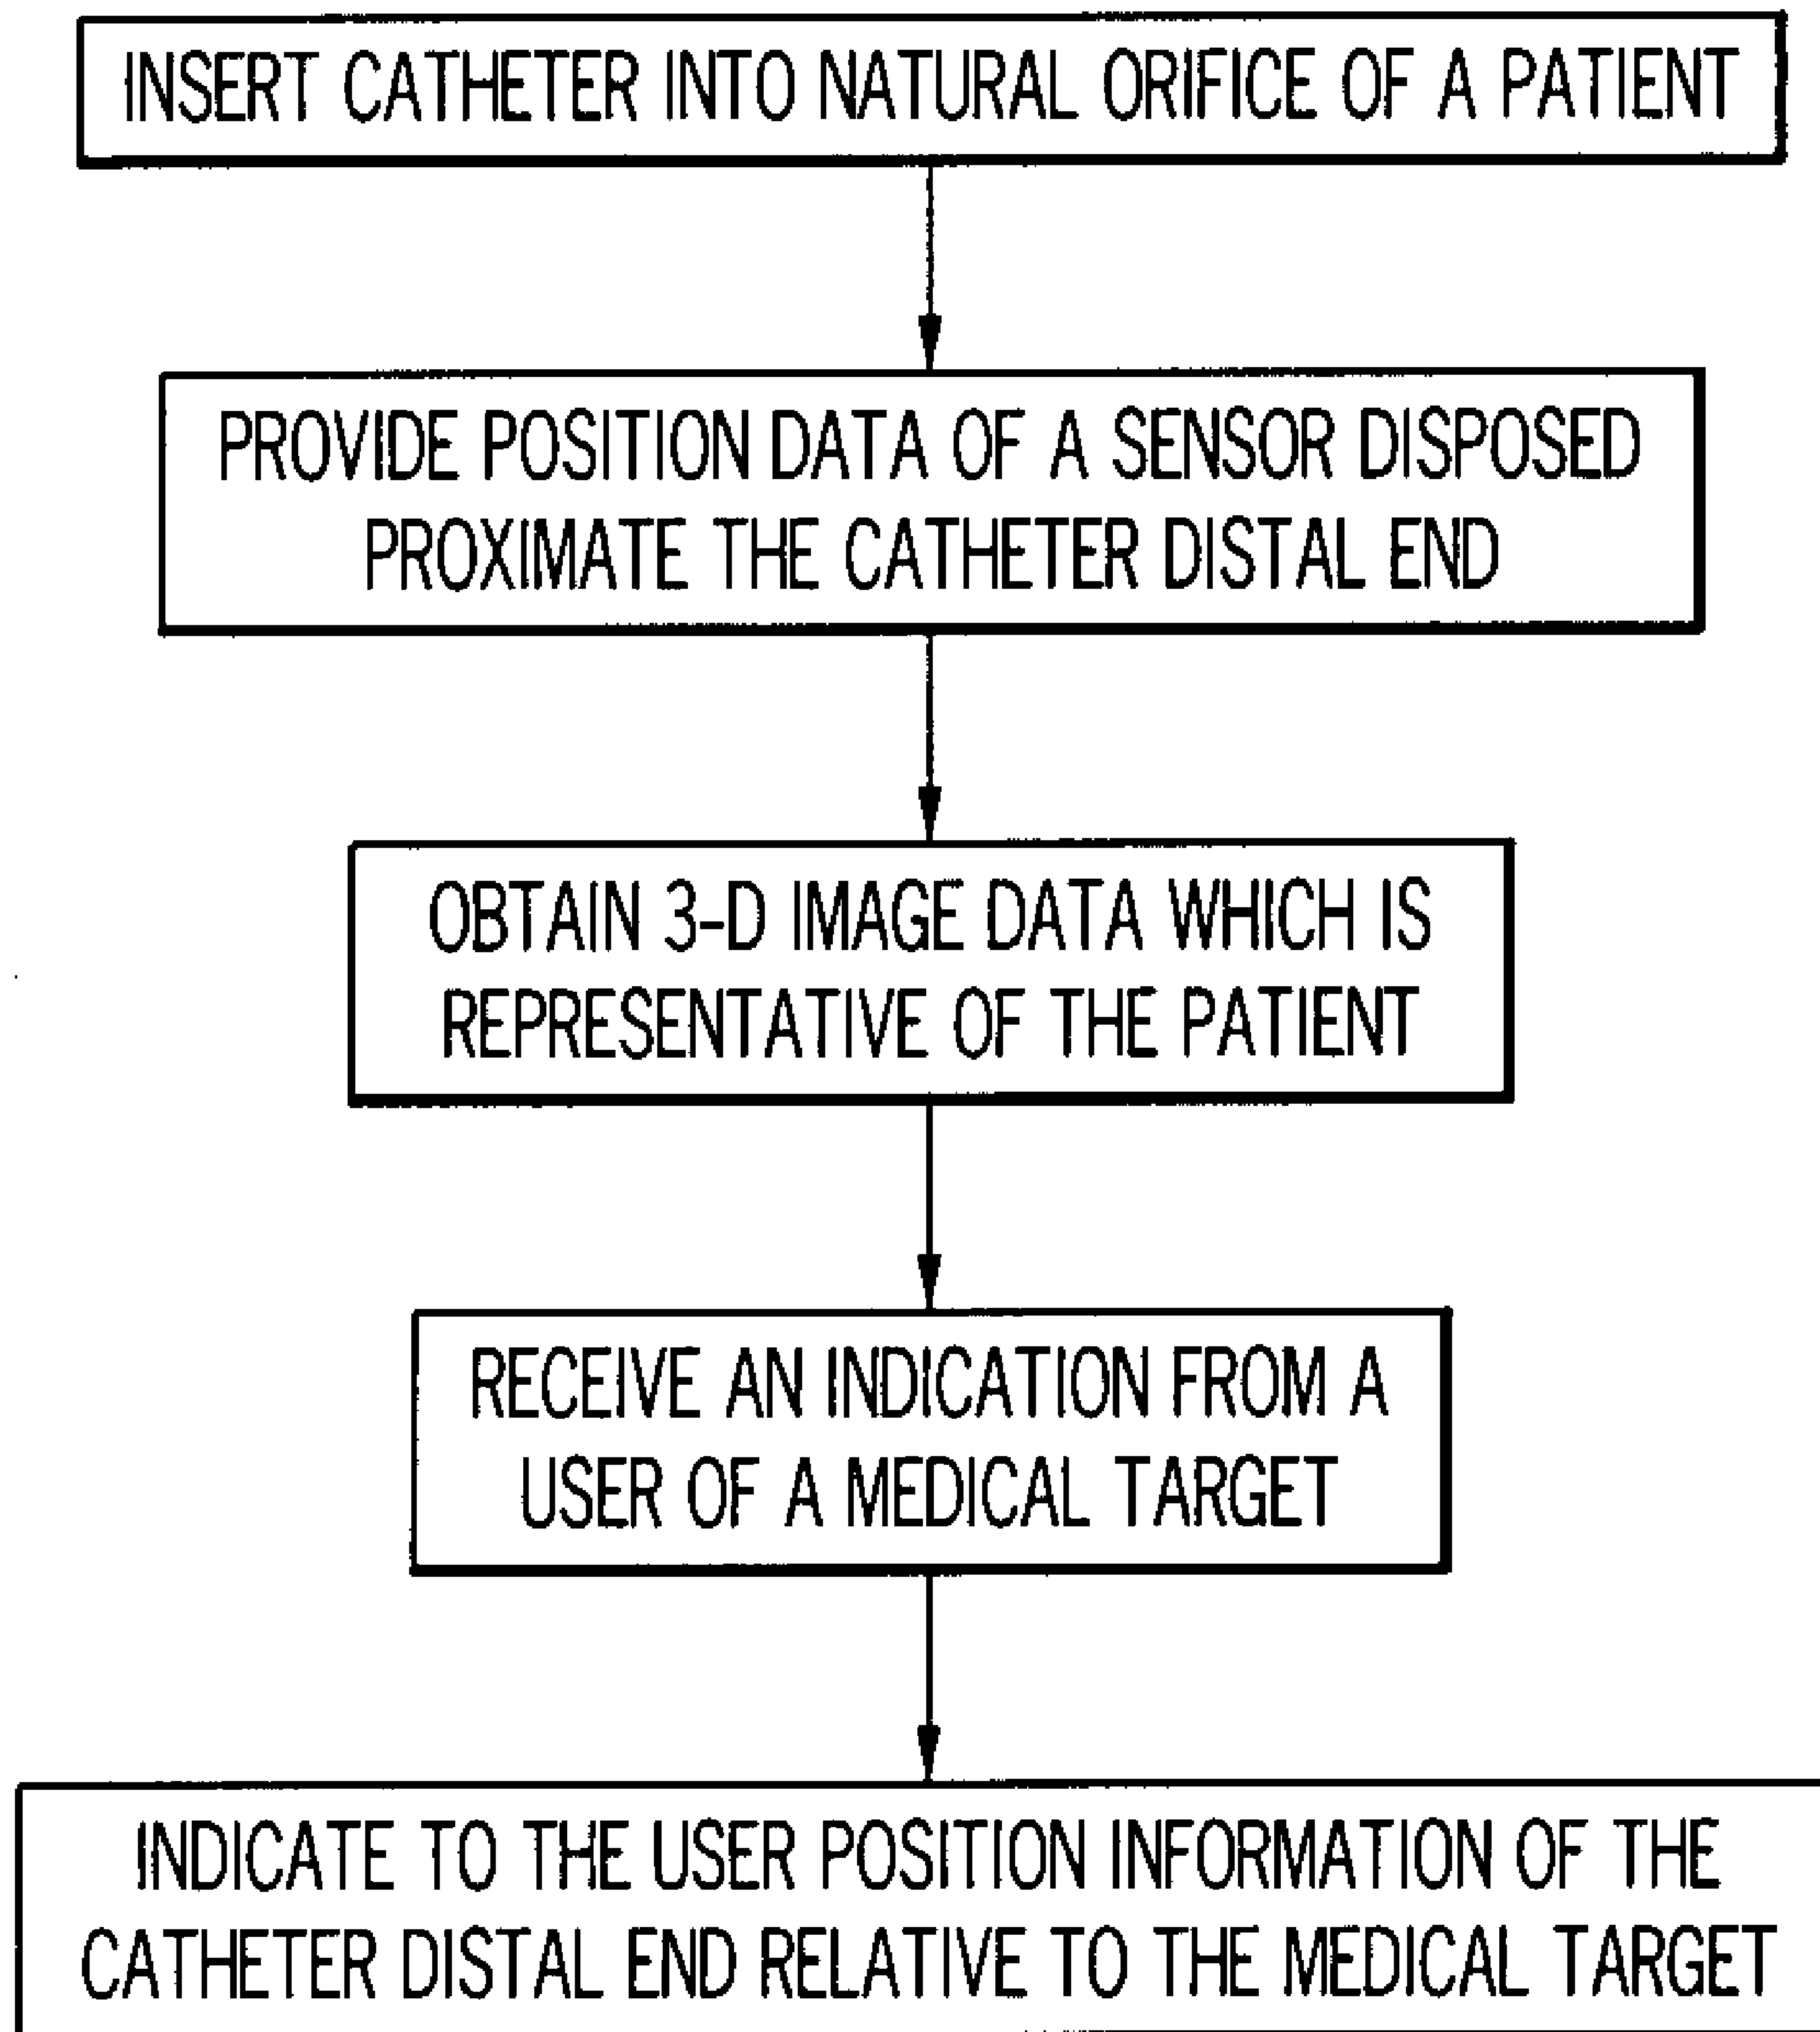 INSERT CATHETER INTO NATURAL ORIFICE OF A PATIENT
PROVIDE POSITION DATA OF A SENSOR DISPOSED
PROXIMATE THE CATHETER DISTAL END
OBTAIN 3-D IMAGE DATA WHICH IS
REPRESENTATIVE OF THE PATIENT
RECEIVE AN INDICATION FROM A
USER OF A MEDICAL TARGET
INDICATE TO THE USER POSITION INFORMATION OF THE
CATHETER DISTAL END RELATIVE TO THE MEDICAL TARGET